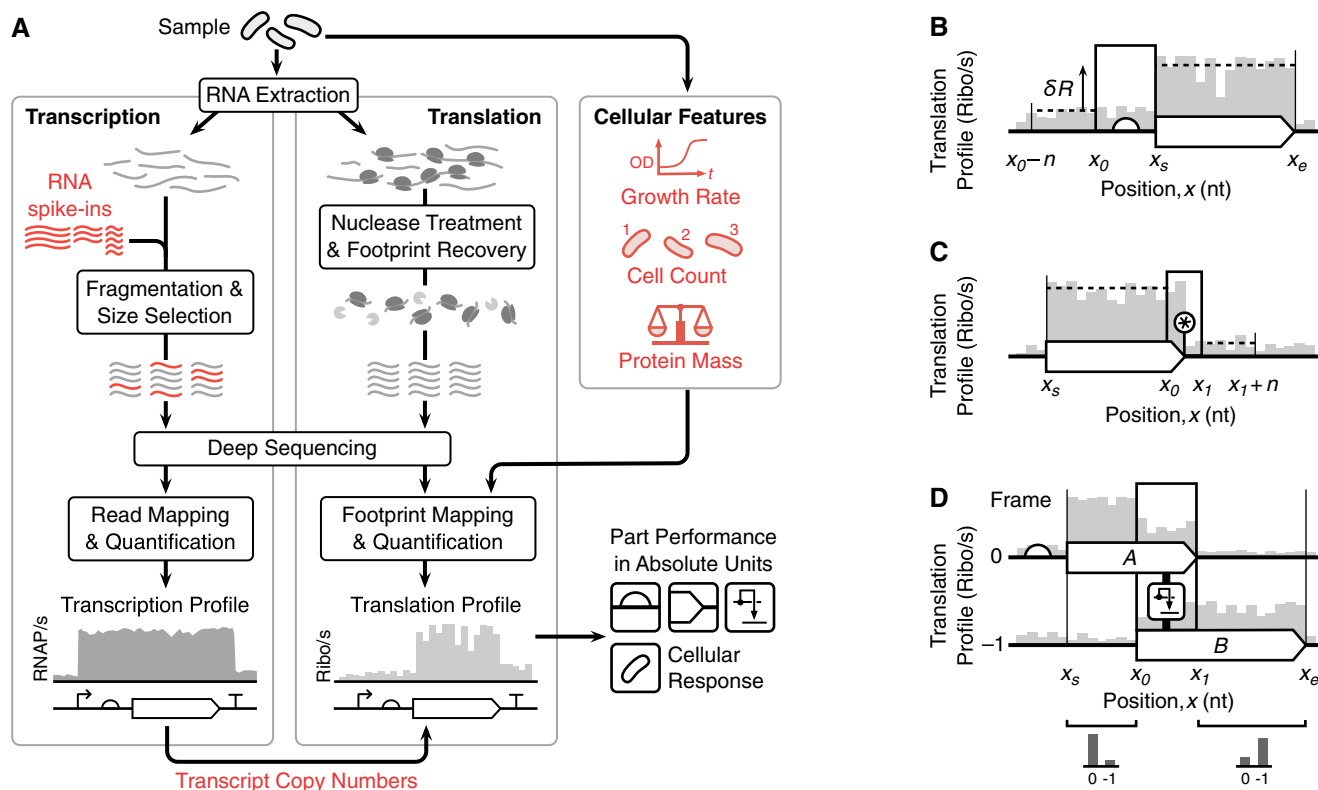 A
Sample
RNA Extraction
Transcription
Translation
Cellular Features
RNA
spike-ins
OD
t
Growth Rate
Nuclease Treatment
& Footprint Recovery
1
2
3
Cell Count
Fragmentation &
Size Selection
Protein Mass
Deep Sequencing
Read Mapping
& Quantification
Footprint Mapping
& Quantification
Part Performance
in Absolute Units
Transcription Profile
Translation Profile
RNAP/s
Ribo/s
Cellular
Response
Transcript Copy Numbers
B
Translation
Profile (Ribo/s)
δR
x0–n
x0
xs
xe
Position, x (nt)
C
Translation
Profile (Ribo/s)
xs
x0
x1
x1+n
Position, x (nt)
D
Frame
Translation
Profile (Ribo/s)
0
A
–1
B
xs
x0
x1
xe
Position, x (nt)
0 -1
0 -1